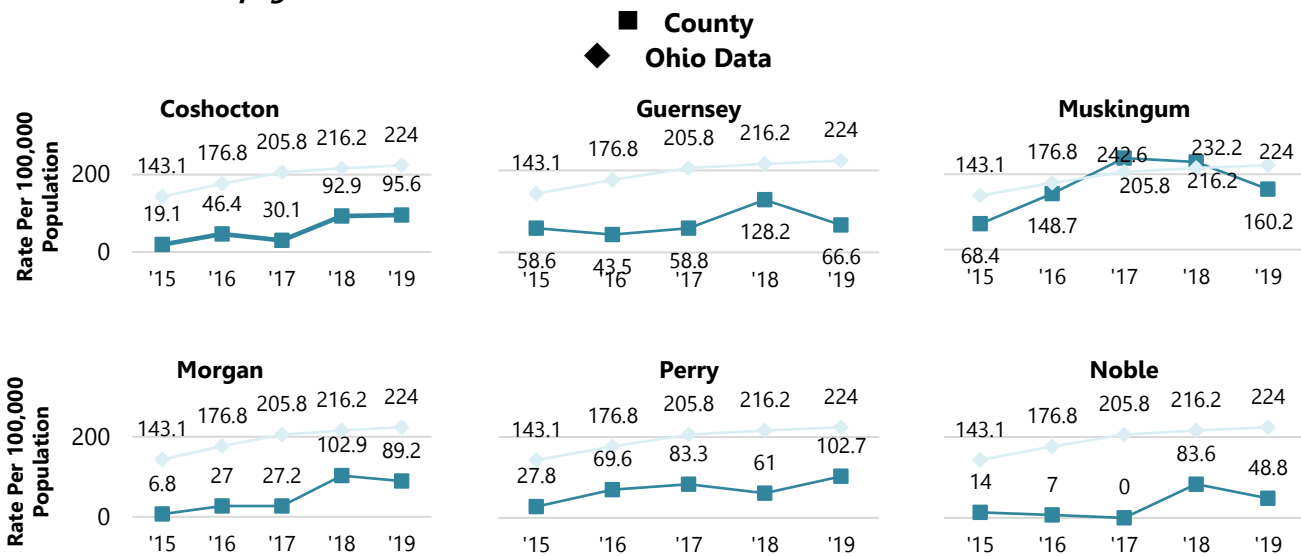 County
Ohio Data
Rate Per 100,000
Population
Coshocton
143.1 176.8 205.8 216.2 224
200
19.1 46.4 30.1 92.9 95.6
0
'15 '16 '17 '18 '19
Guernsey
143.1 176.8 205.8 216.2 224
58.6 43.5 58.8 128.2 66.6
'15 '16 '17 '18 '19
Muskingum
143.1 176.8 242.6 232.2 224
205.8 216.2
68.4 148.7 160.2
'15 '16 '17 '18 '19
Rate Per 100,000
Population
Morgan
143.1 176.8 205.8 216.2 224
200
6.8 27 27.2 102.9 89.2
0
'15 '16 '17 '18 '19
Perry
143.1 176.8 205.8 216.2 224
27.8 69.6 83.3 61 102.7
'15 '16 '17 '18 '19
Noble
143.1 176.8 205.8 216.2 224
14 7 0 83.6 48.8
'15 '16 '17 '18 '19